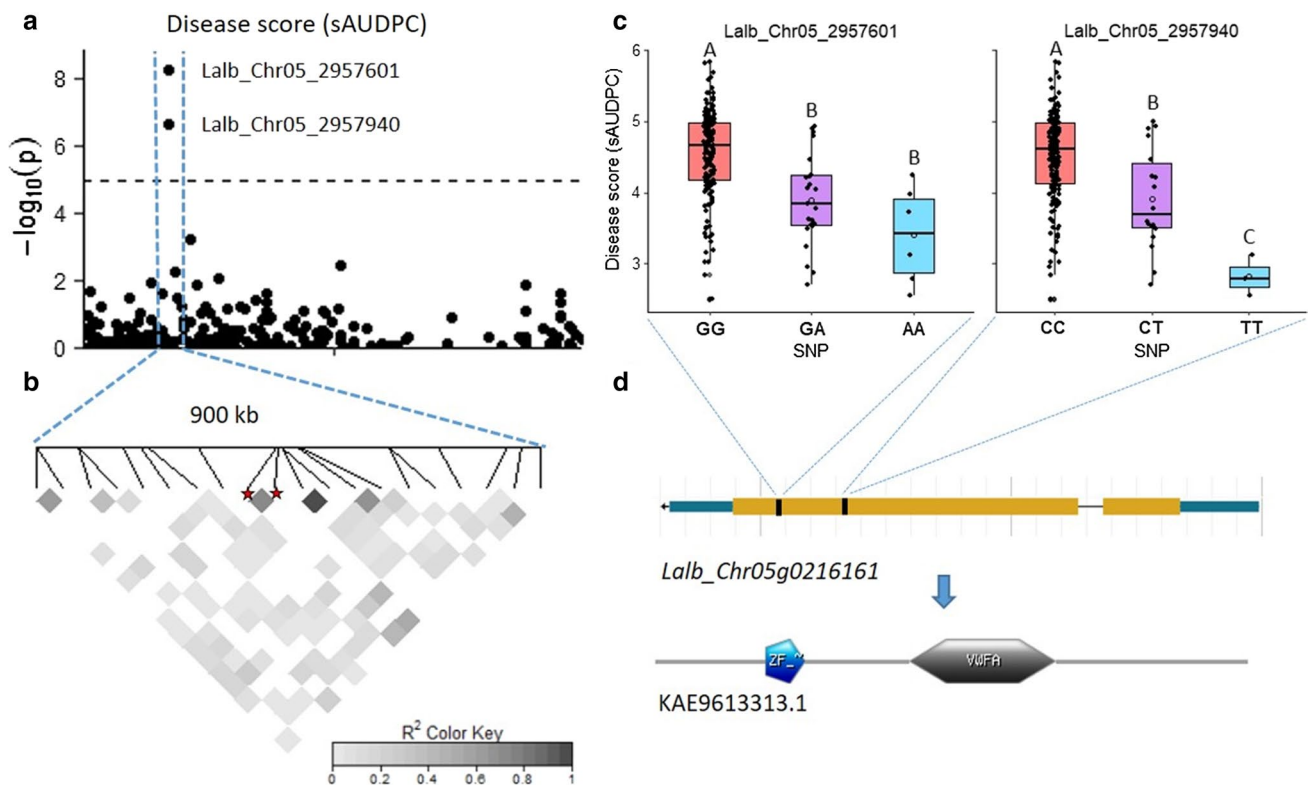 a
Disease score (sAUDPC)
Lalb_Chr05_2957601
Lalb_Chr05_2957940
8
6
4
2
0
−log10(p)
b
900 kb
R2 Color Key
0 0.2 0.4 0.6 0.8 1
c
Lalb_Chr05_2957601
Lalb_Chr05_2957940
Disease score (sAUDPC)
6
5
4
3
A
B
B
A
B
C
GG GA AA
SNP
CC CT TT
SNP
d
Lalb_Chr05g0216161
ZF_~
VWFA
KAE9613313.1